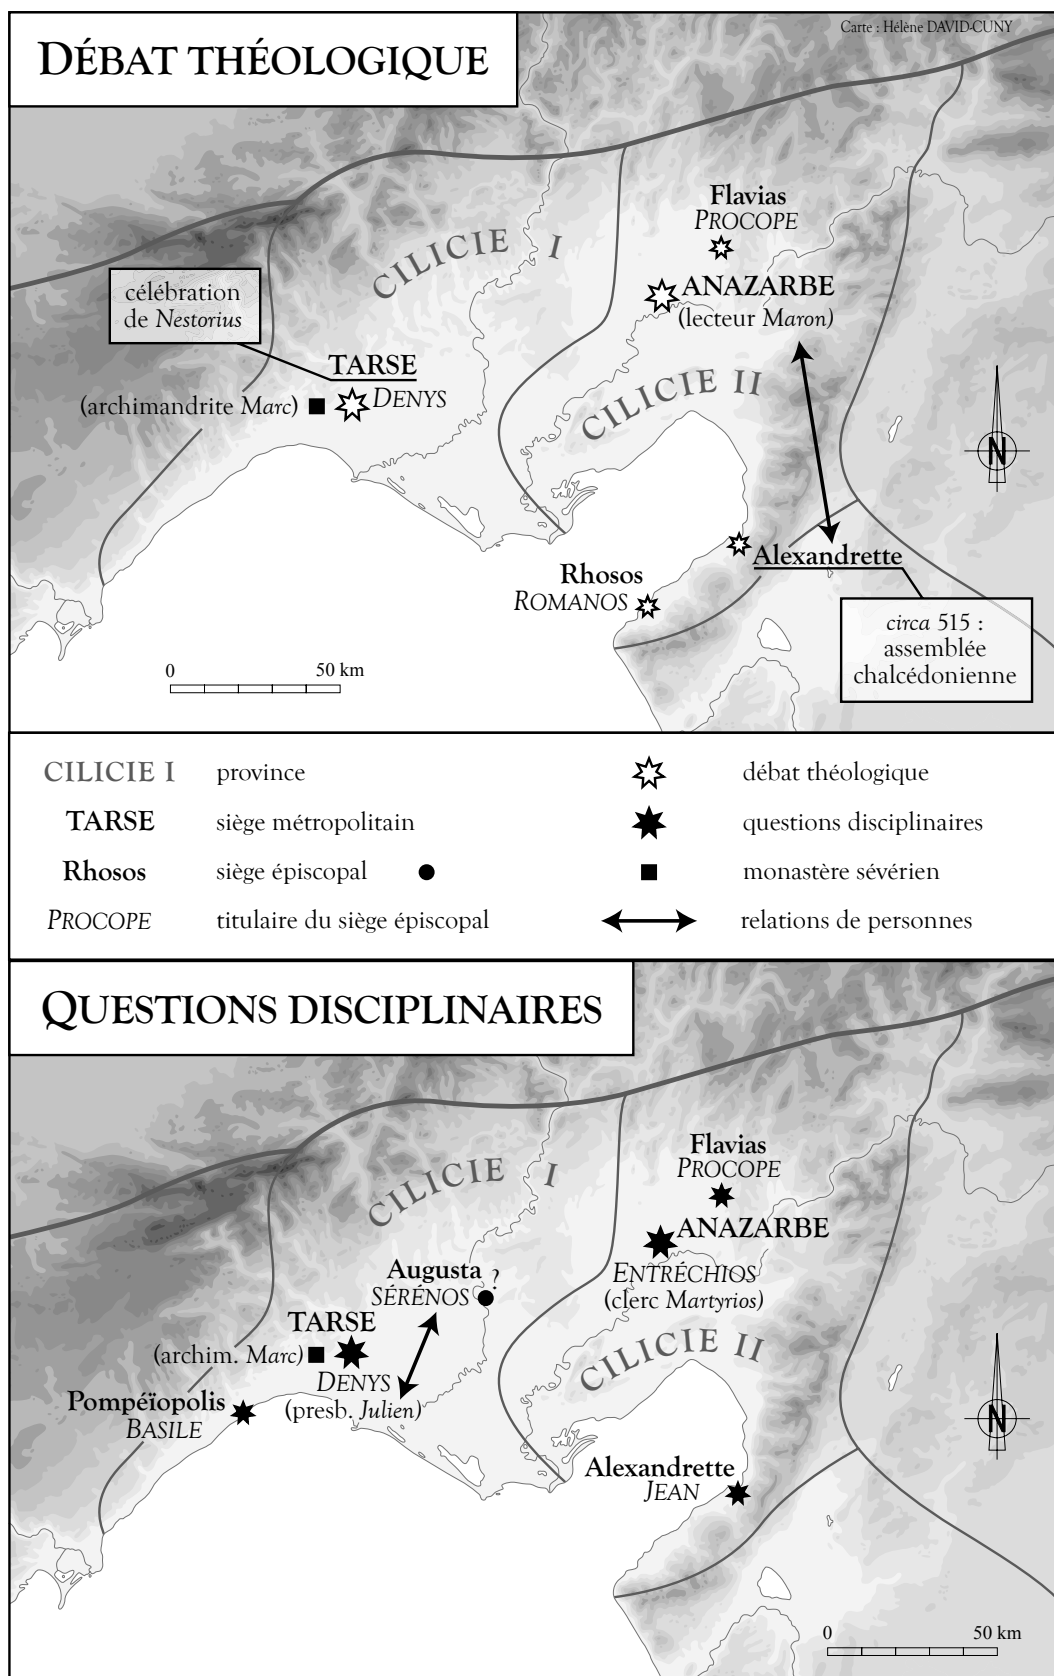 Carte : Hélène DAVID-CUNY
DÉBAT THÉOLOGIQUE
Flavias
PROCOPE
CILICIE I
célébration
de Nestorius
ANAZARBE
(lecteur Maron)
TARSE
DENYS
(archimandrite Marc)
CILICIE II
N
Alexandrette
Rhosos
ROMANOS
circa 515 :
assemblée
chalcédonienne
0 50 km
CILICIE I province
débat théologique
TARSE siège métropolitain
questions disciplinaires
Rhosos siège épiscopal
monastère sévérien
PROCOPE titulaire du siège épiscopal
relations de personnes
QUESTIONS DISCIPLINAIRES
Flavias
PROCOPE
CILICIE I
ANAZARBE
Augusta ?
SÉRÉNOS
ENTRÉCHIOS
(clerc Martyrios)
TARSE
(archim. Marc)
DENYS
(presb. Julien)
CILICIE II
Pompéïopolis
BASILE
N
Alexandrette
JEAN
0 50 km